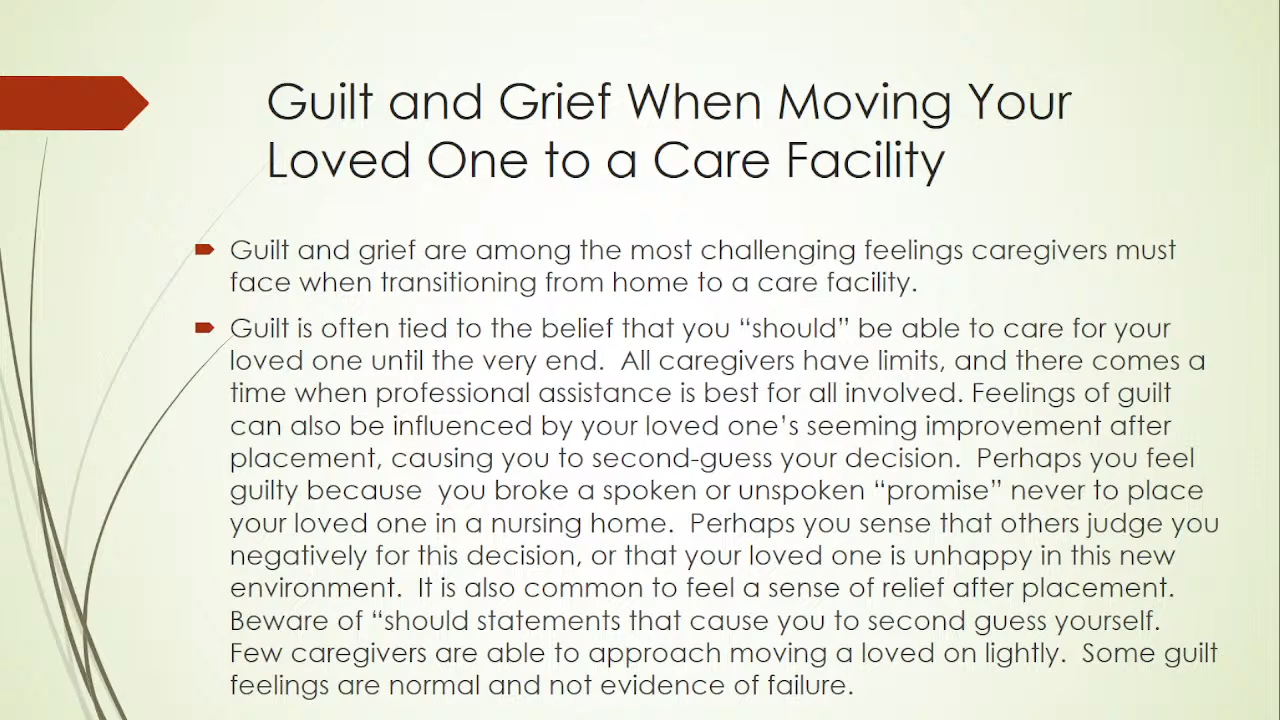 Guilt and Grief When Moving Your
Loved One to a Care Facility
Guilt and grief are among the most challenging feelings caregivers must
face when transitioning from home to a care facility.
Guilt is often tied to the belief that you “should” be able to care for your
loved one until the very end.  All caregivers have limits, and there comes a
time when professional assistance is best for all involved. Feelings of guilt
can also be influenced by your loved one’s seeming improvement after
placement, causing you to second-guess your decision.  Perhaps you feel
guilty because  you broke a spoken or unspoken “promise” never to place
your loved one in a nursing home.  Perhaps you sense that others judge you
negatively for this decision, or that your loved one is unhappy in this new
environment.  It is also common to feel a sense of relief after placement.
Beware of “should statements that cause you to second guess yourself.
Few caregivers are able to approach moving a loved on lightly.  Some guilt
feelings are normal and not evidence of failure.